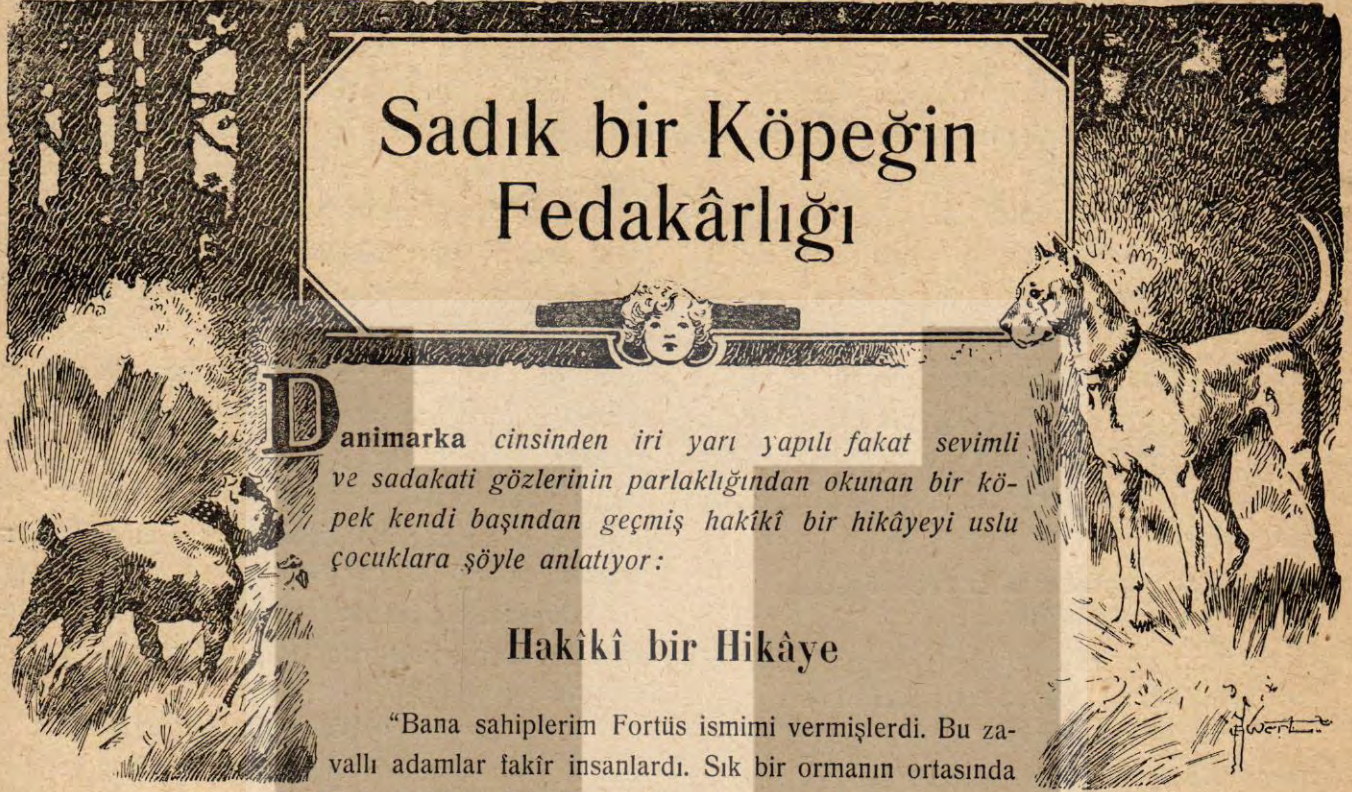 Sadık bir Köpeğin
Fedakârlığı
Danimarka cinsinden iri yarı yapılı fakat sevimli
ve sadakati gözlerinin parlaklığından okunan bir kö-
pek kendi başından geçmiş hakîkî bir hikâyeyi uslu
çocuklara şöyle anlatıyor:
Hakîkî bir Hikâye
“Bana sahiplerim Fortüs ismimi vermişlerdi. Bu za-
vallı adamlar fakîr insanlardı. Sık bir ormanın ortasında